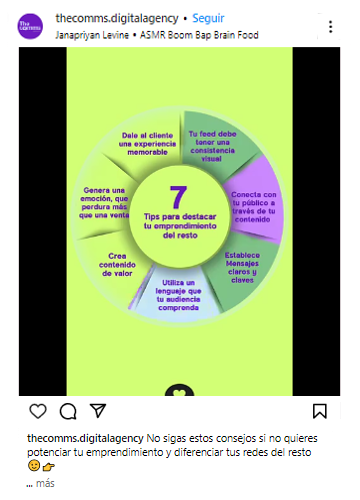 The
comms
thecomms.digitalagency • Seguir
Janapriyan Levine • ASMR Boom Bap Brain Food
Dale al cliente
una experiencia
memorable
Tu feed debe
tener una
consistencia
visual
Genera una
emoción, que
perdura más
que una venta
7
Tips para destacar
tu emprendimiento
del resto
Conecta con
tu público a
través de tu
contenido
Crea
contenido
de valor
Establece
Mensajes
claros y
claves
Utiliza un
lenguaje que
tu audiencia
comprenda
thecomms.digitalagency No sigas estos consejos si no quieres
potenciar tu emprendimiento y diferenciar tus redes del resto
... más